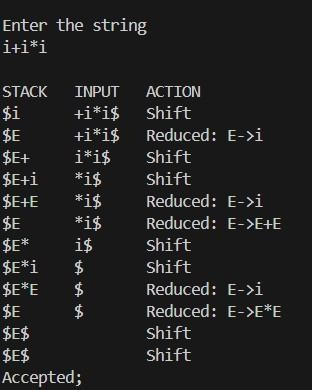 Enter the string
i+i*i
STACK INPUT ACTION
$i +i*i$ Shift
$E +i*i$ Reduced: E->i
$E+ i*i$ Shift
$E+i *i$ Shift
$E+E *i$ Reduced: E->i
$E *i$ Reduced: E->E+E
$E* i$ Shift
$E*i $ Shift
$E*E $ Reduced: E->i
$E $ Reduced: E->E*E
$E$ Shift
$E$ Shift
Accepted;